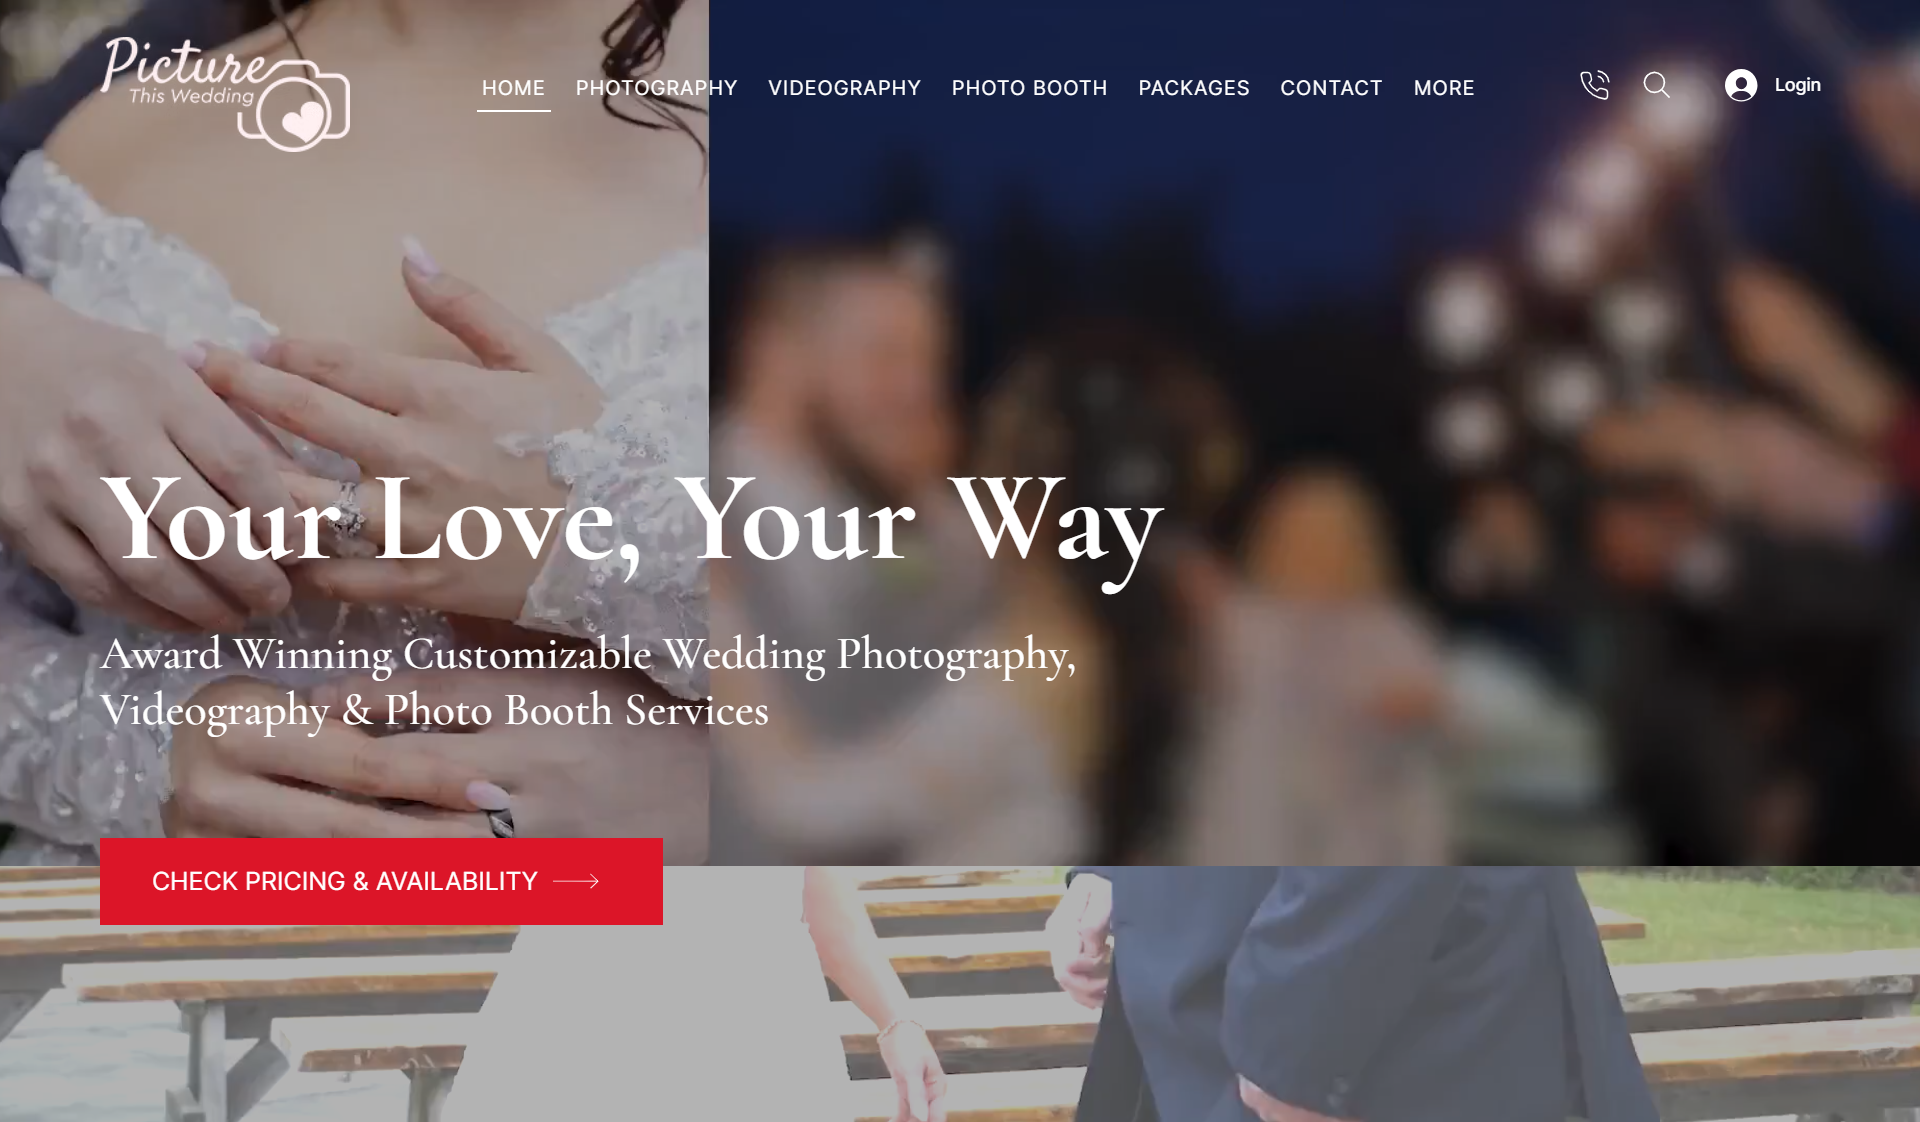 Picture
This Wedding
HOME PHOTOGRAPHY VIDEOGRAPHY PHOTO BOOTH PACKAGES CONTACT MORE
Login
Your Love, Your Way
Award Winning Customizable Wedding Photography,
Videography & Photo Booth Services
CHECK PRICING & AVAILABILITY